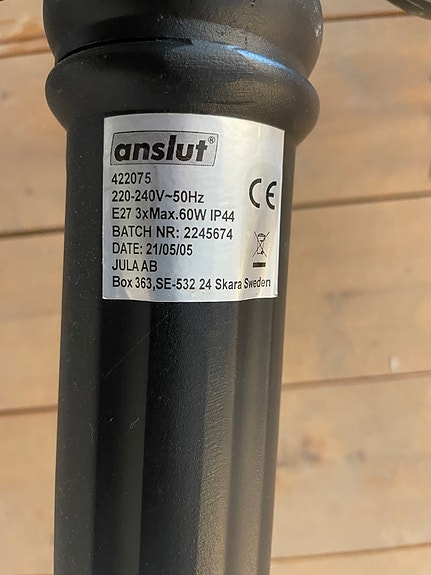 anslut®
422075
220-240V~50Hz
E27 3xMax.60W IP44
BATCH NR: 2245674
DATE: 21/05/05
JULA AB
Box 363,SE-532 24 Skara Sweden
CE